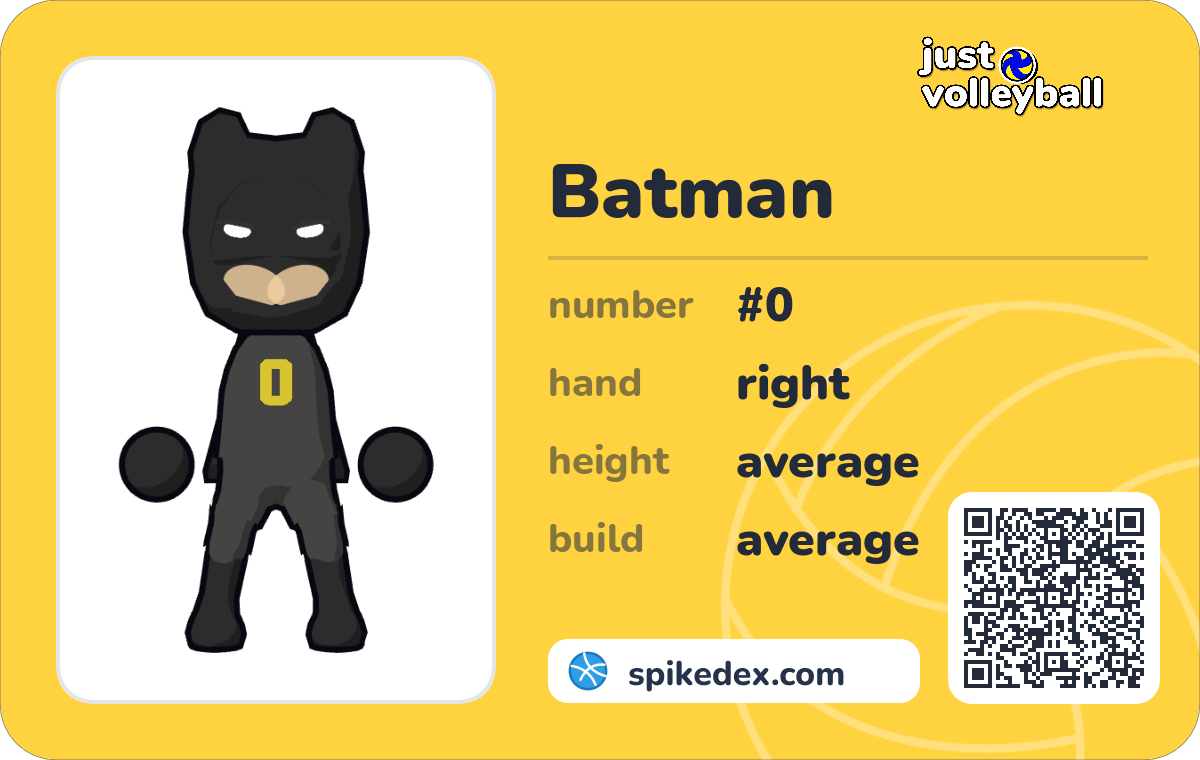 just
volleyball
Batman
number #0
hand right
height average
build average
0
spikedex.com